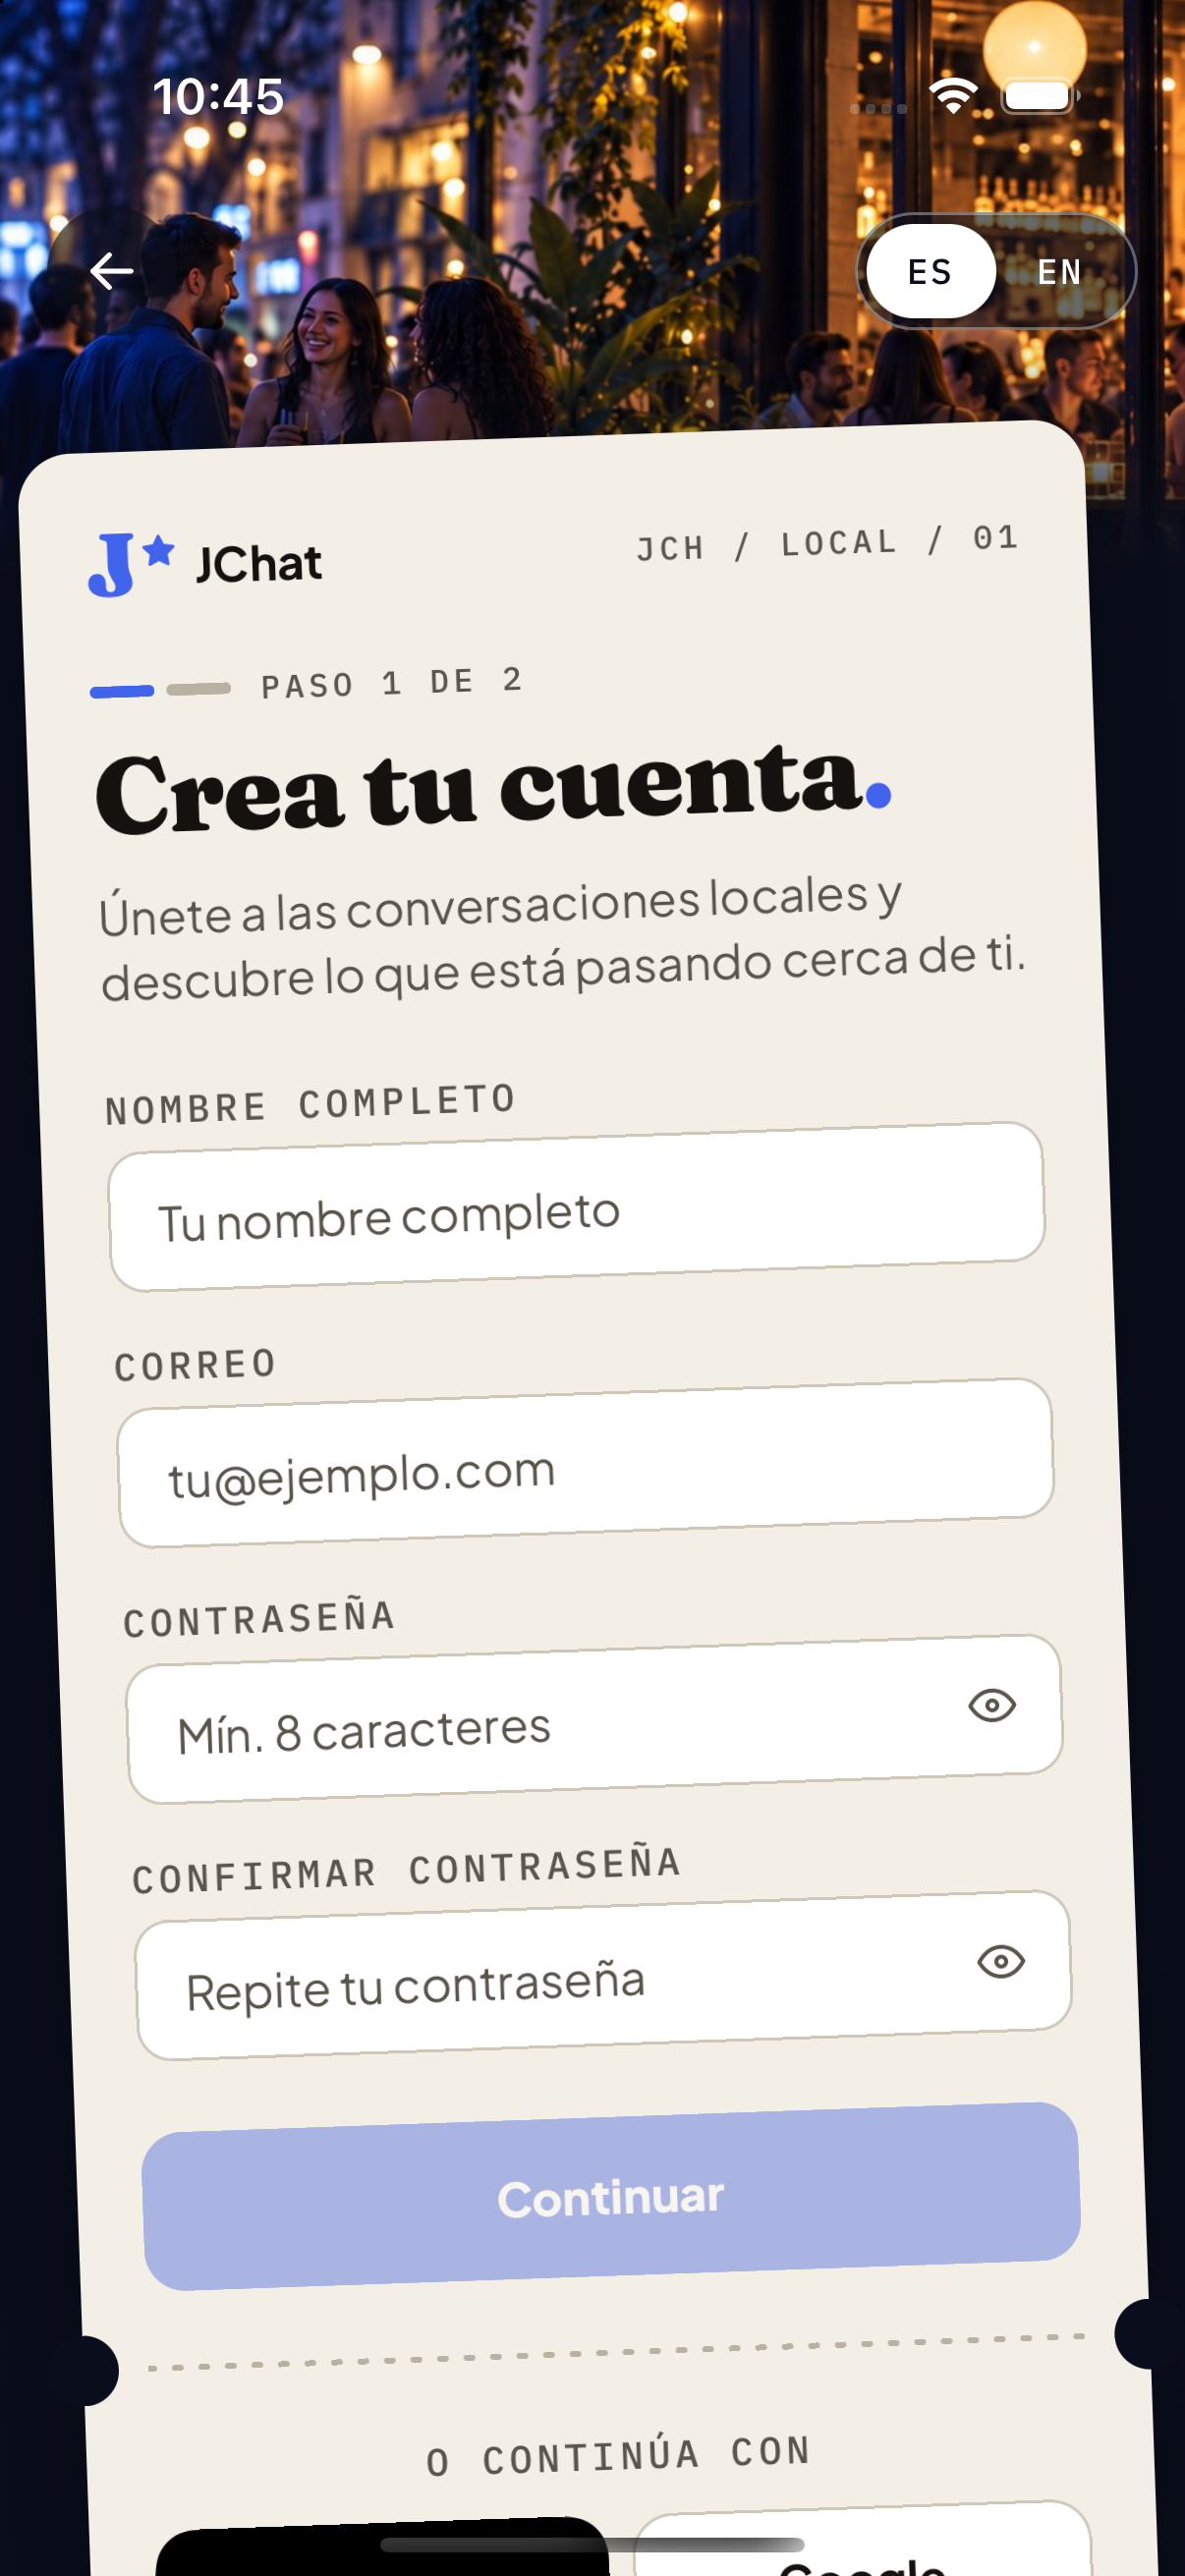 10:45
ES EN
J JChat
JCH / LOCAL / 01
PASO 1 DE 2
Crea tu cuenta.
Únete a las conversaciones locales y
descubre lo que está pasando cerca de ti.
NOMBRE COMPLETO
Tu nombre completo
CORREO
tu@ejemplo.com
CONTRASEÑA
Mín. 8 caracteres
CONFIRMAR CONTRASEÑA
Repite tu contraseña
Continuar
O CONTINÚA CON
Google